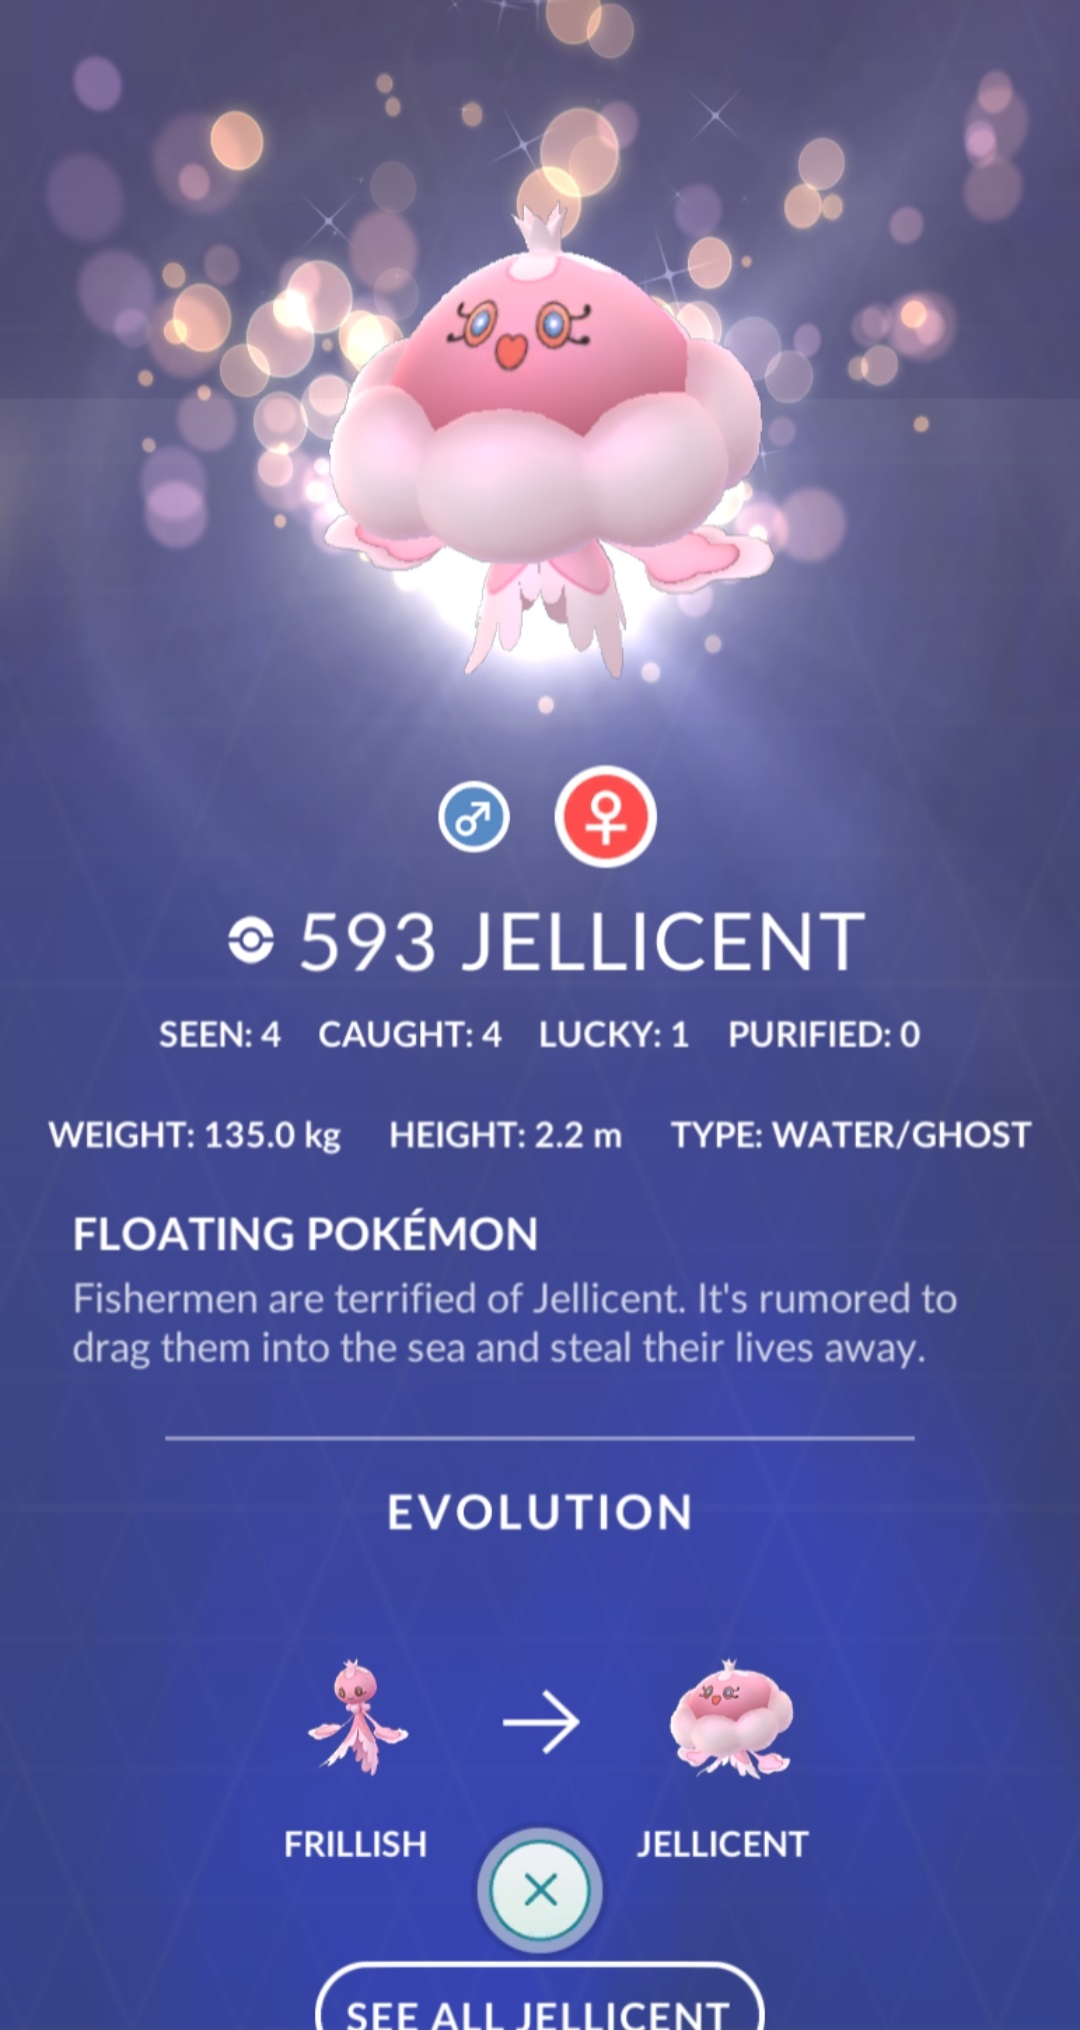 593 JELLICENT
SEEN: 4 CAUGHT: 4 LUCKY: 1 PURIFIED: 0
WEIGHT: 135.0 kg HEIGHT: 2.2 m TYPE: WATER/GHOST
FLOATING POKÉMON
Fishermen are terrified of Jellicent. It's rumored to
drag them into the sea and steal their lives away.
EVOLUTION
FRILLISH JELLICENT
SEE ALL JELLICENT